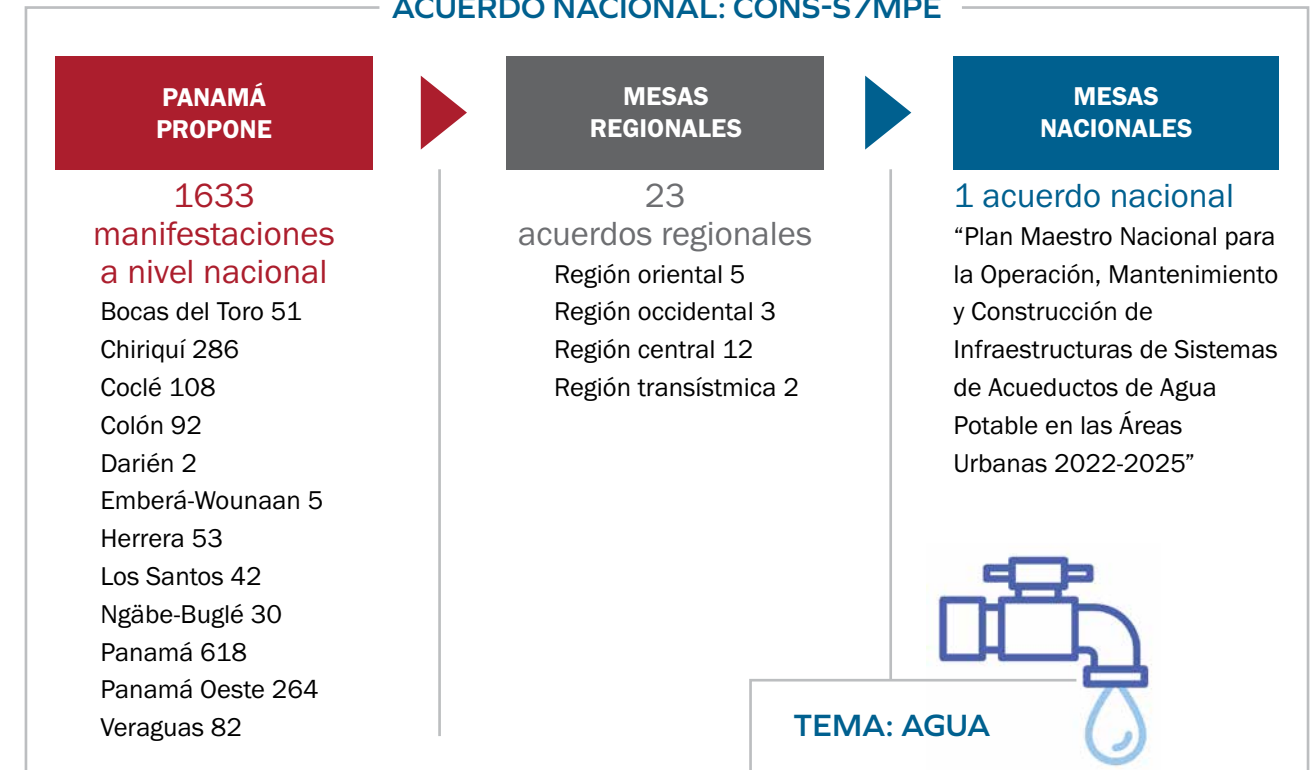 ACUERDO NACIONAL: CONS-S7MPE
PANAMÁ
PROPONE
1633
manifestaciones
a nivel nacional
Bocas del Toro 51
Chiriquí 286
Coclé 108
Colón 92
Darién 2
Emberá-Wounaan 5
Herrera 53
Los Santos 42
Ngäbe-Buglé 30
Panamá 618
Panamá Oeste 264
Veraguas 82
MESAS
REGIONALES
23
acuerdos regionales
Región oriental 5
Región occidental 3
Región central 12
Región transístmica 2
MESAS
NACIONALES
1 acuerdo nacional
“Plan Maestro Nacional para
la Operación, Mantenimiento
y Construcción de
Infraestructuras de Sistemas
de Acueductos de Agua
Potable en las Áreas
Urbanas 2022-2025”
TEMA: AGUA